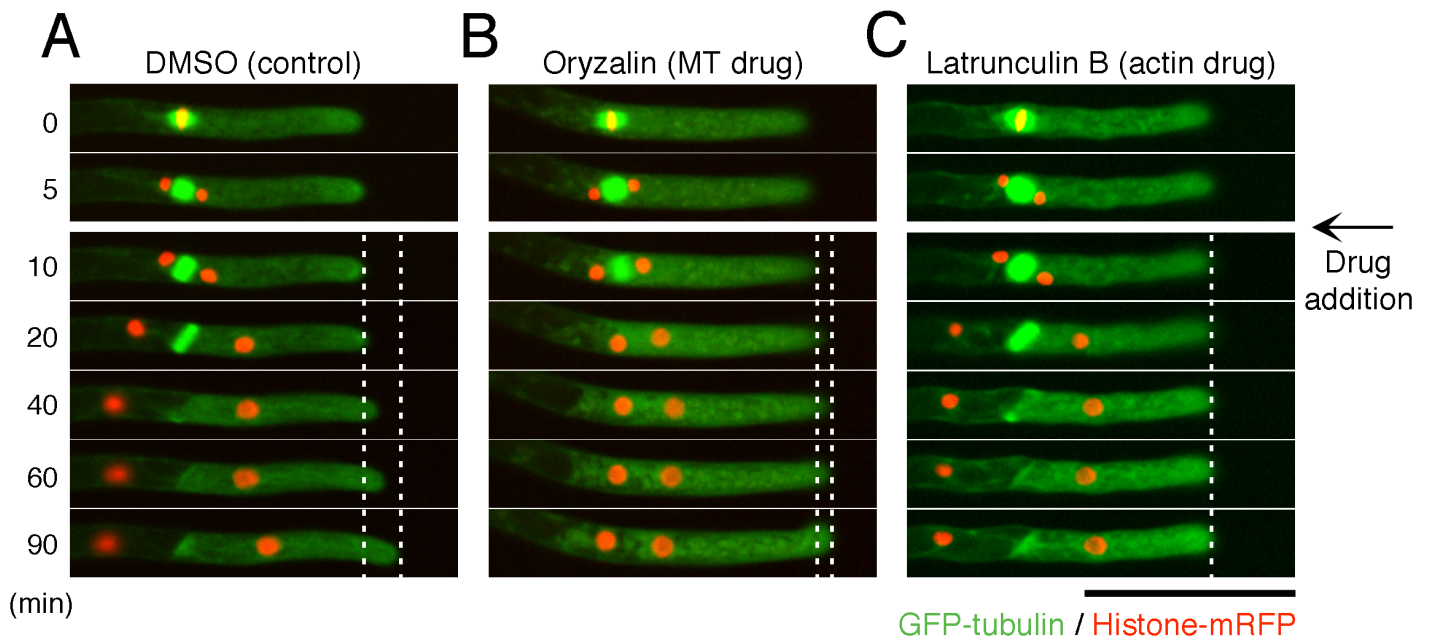 A
B
C
DMSO (control)
Oryzalin (MT drug)
Latrunculin B (actin drug)
0
5
10
20
40
60
90
(min)
Drug
addition
GFP-tubulin / Histone-mRFP